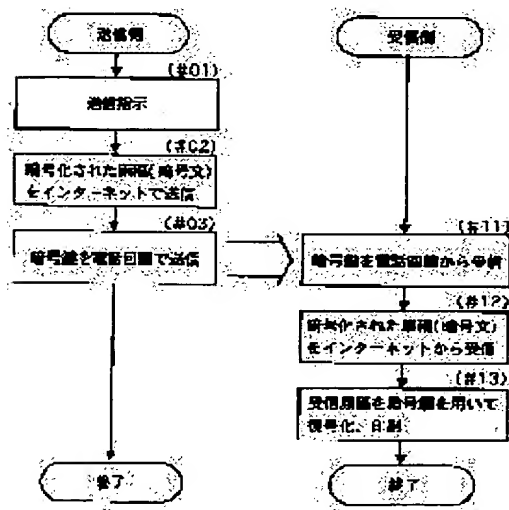 送信側
(#01)
送信指示
(#02)
暗号化された原稿(暗号文)
をインターネットで送信
(#03)
暗号鍵を電話回線で送信
終了
受信側
(#11)
暗号鍵を電話回線から受信
(#12)
暗号化された原稿(暗号文)
をインターネットから受信
(#13)
受信原稿を暗号鍵を用いて
復号化、印刷
終了